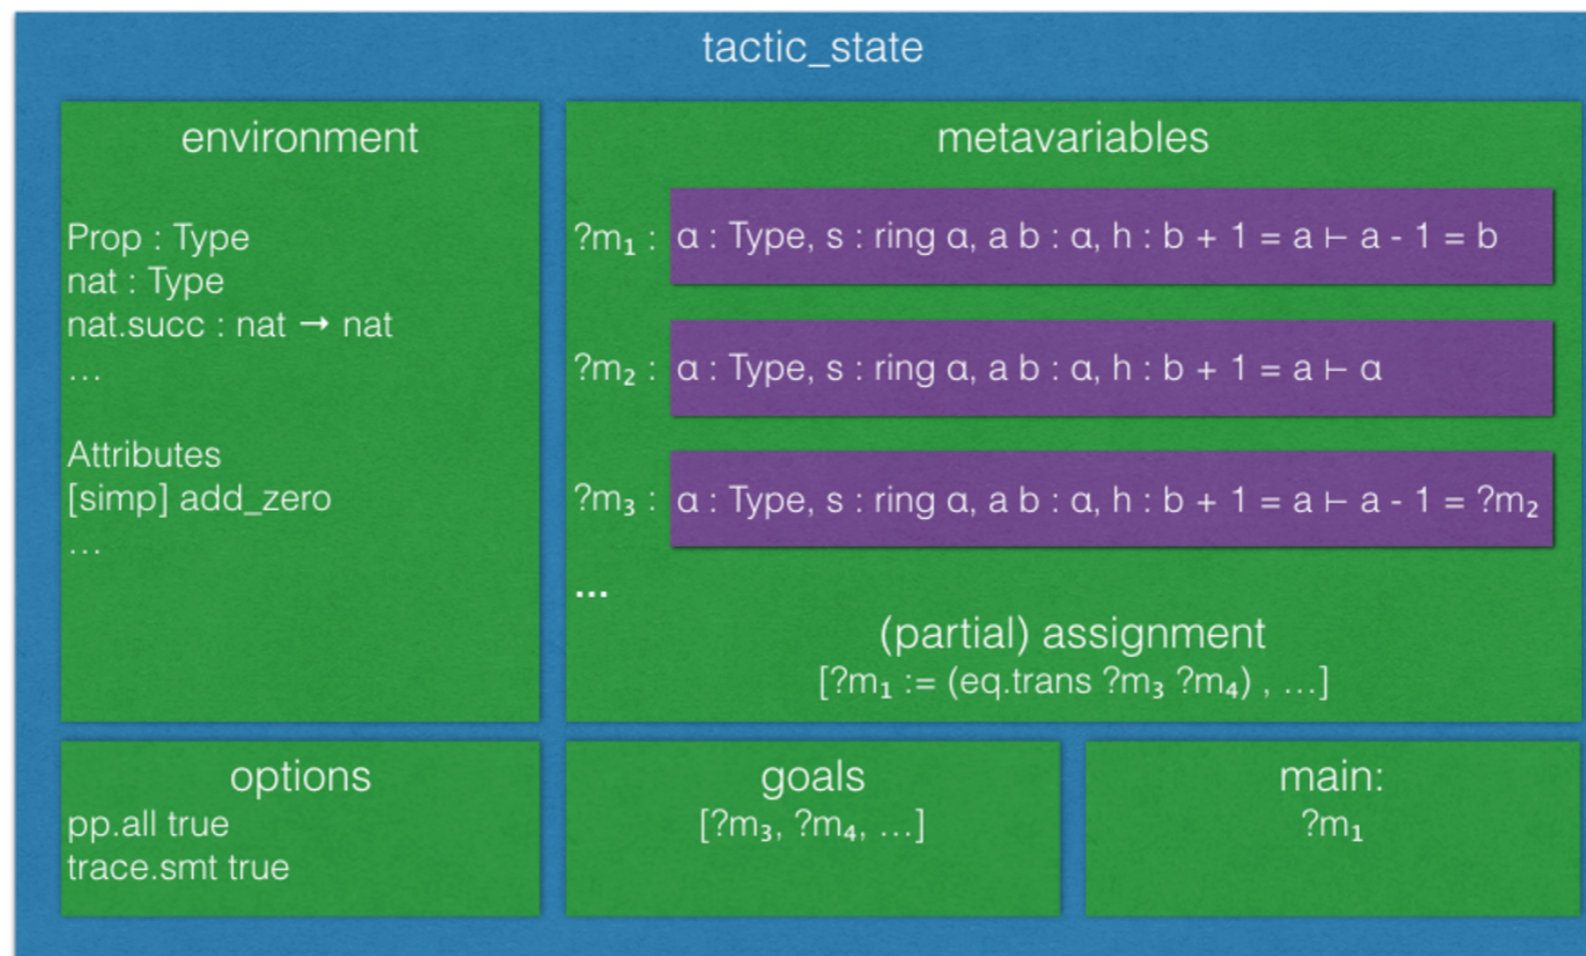 tactic_state
environment
Prop : Type
nat : Type
nat.succ : nat → nat
...
Attributes
[simp] add_zero
...
metavariables
?m₁ : ɑ : Type, s : ring ɑ, a b : ɑ, h : b + 1 = a ⊢ a - 1 = b
?m₂ : ɑ : Type, s : ring ɑ, a b : ɑ, h : b + 1 = a ⊢ ɑ
?m₃ : ɑ : Type, s : ring ɑ, a b : ɑ, h : b + 1 = a ⊢ a - 1 = ?m₂
...
(partial) assignment
[?m₁ := (eq.trans ?m₃ ?m₄) , ...]
options
pp.all true
trace.smt true
goals
[?m₃, ?m₄, ...]
main:
?m₁